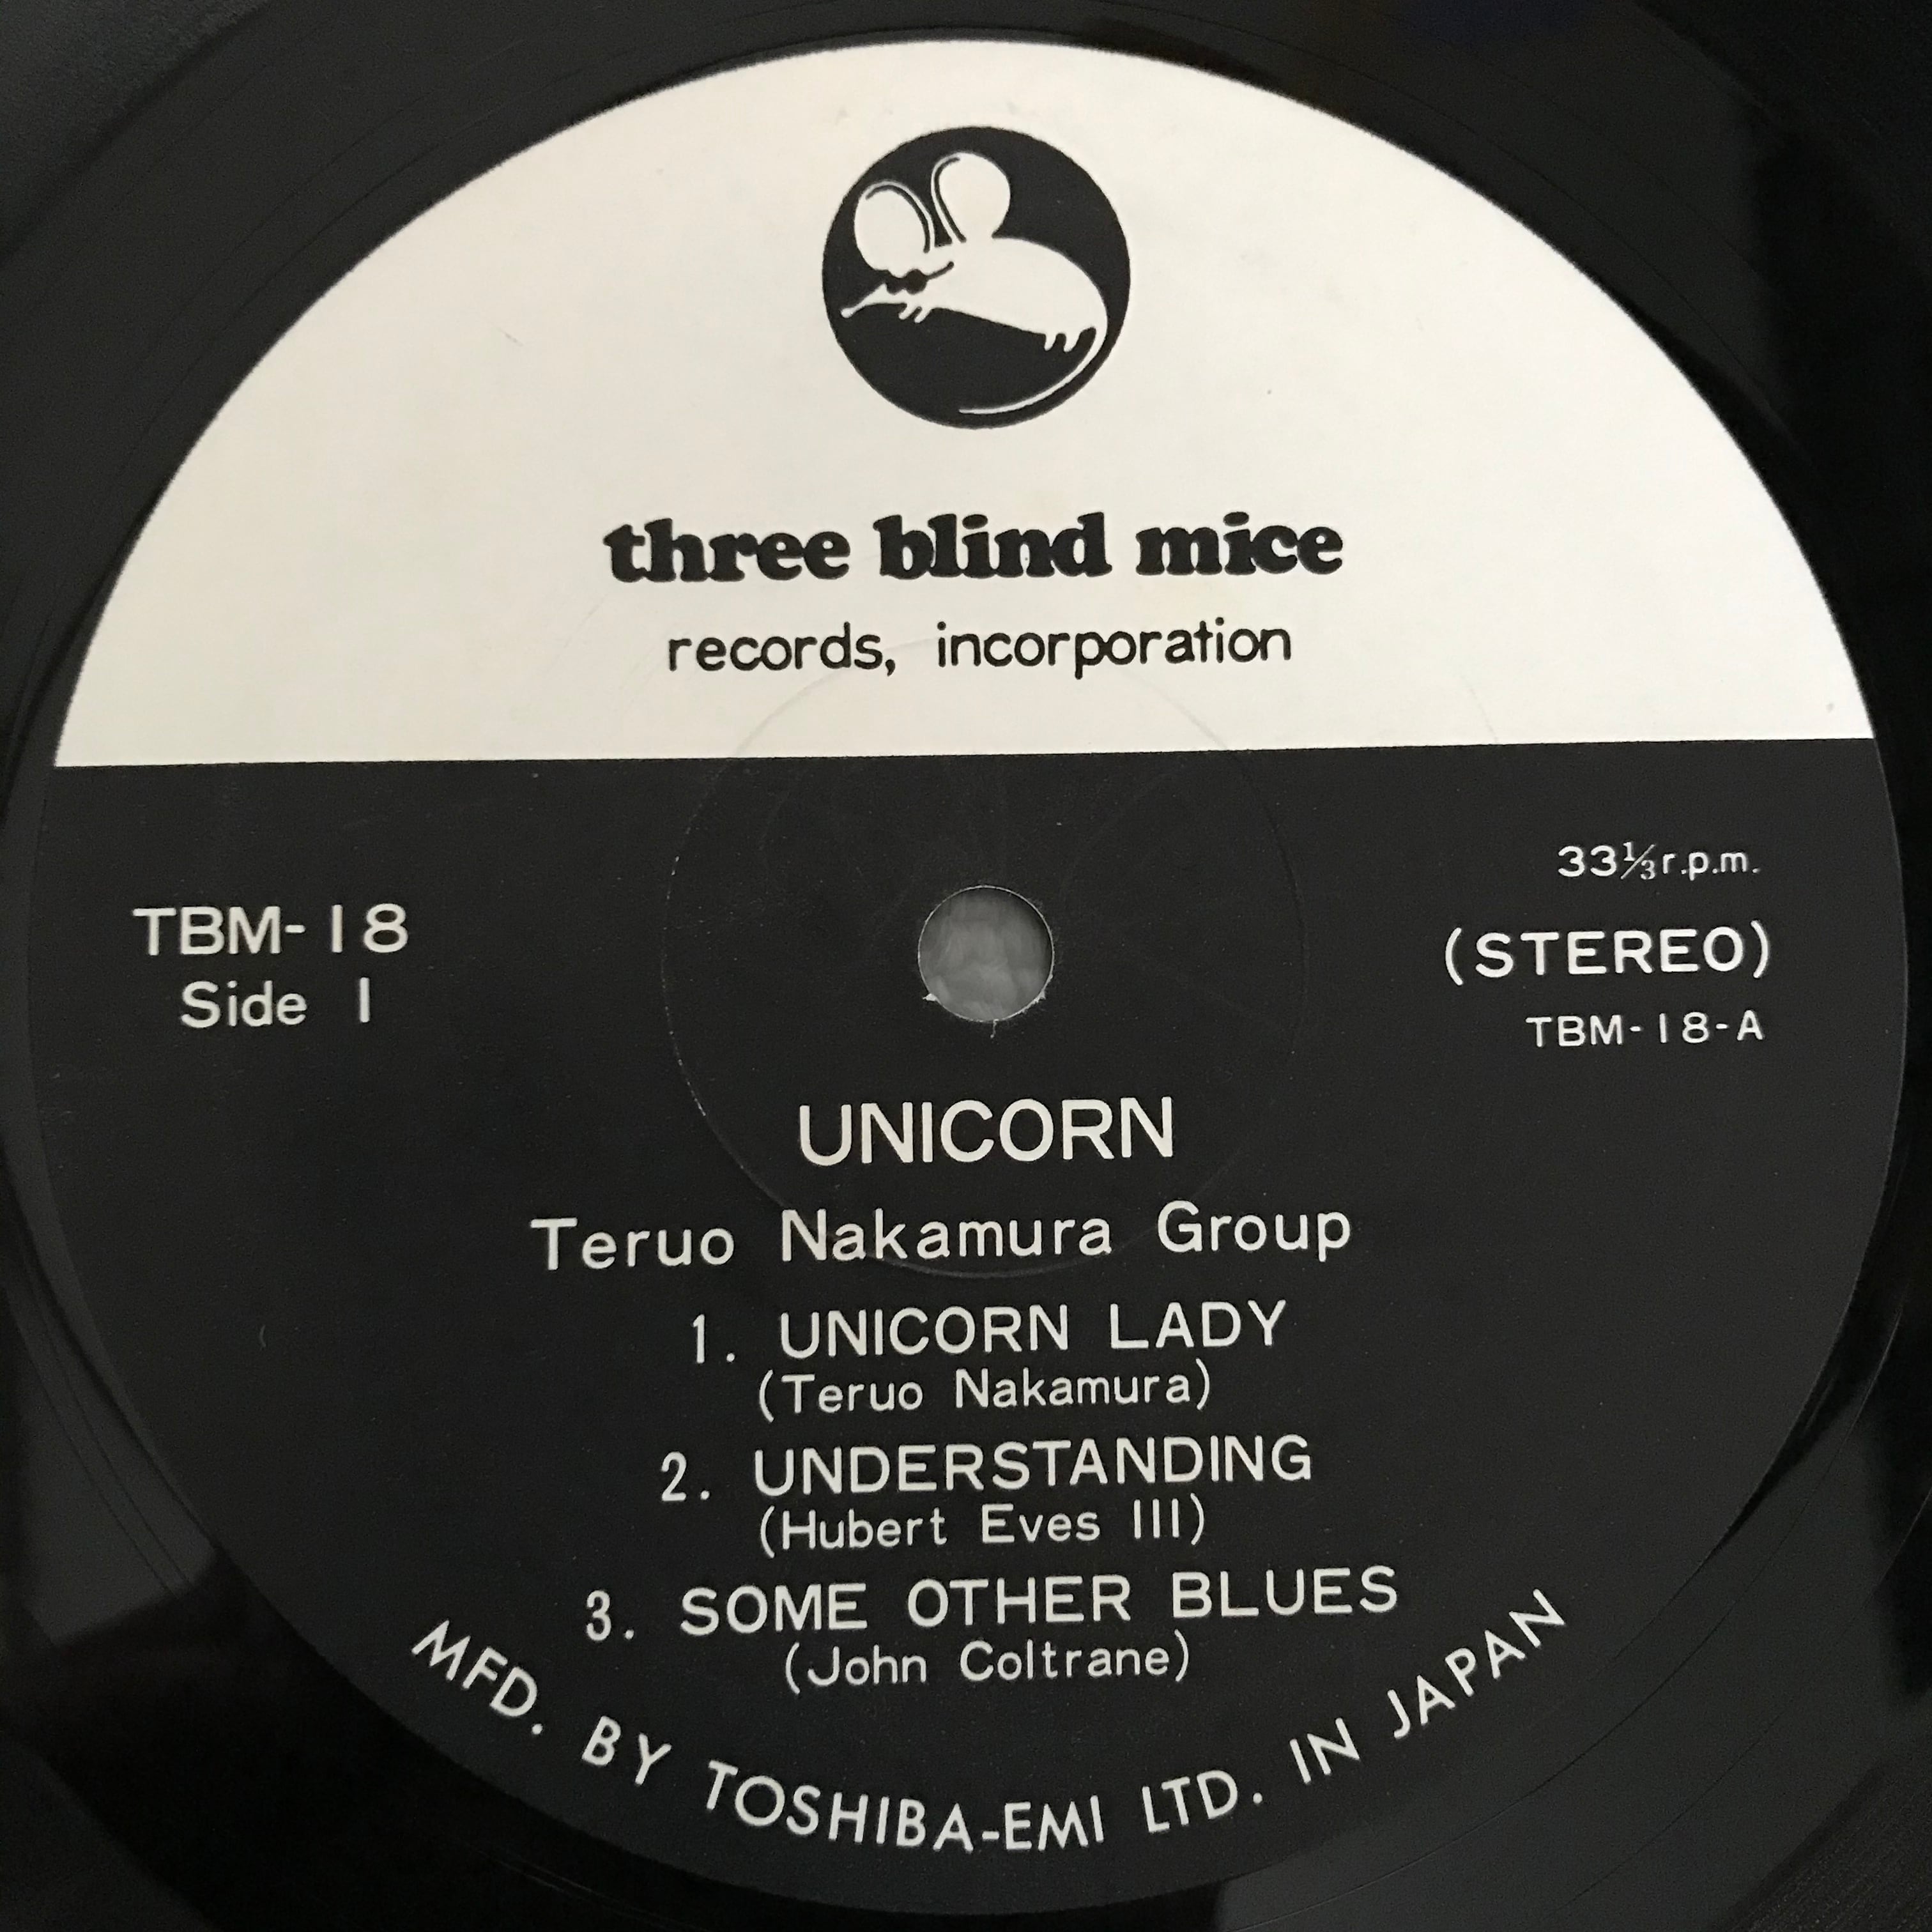 three blind mice
records, incorporation
33⅓ r.p.m.
TBM-18
(STEREO)
Side 1
TBM-18-A
UNICORN
Teruo Nakamura Group
1. UNICORN LADY
(Teruo Nakamura)
2. UNDERSTANDING
(Hubert Eves III)
3. SOME OTHER BLUES
(John Coltrane)
MFD. BY TOSHIBA-EMI LTD. IN JAPAN